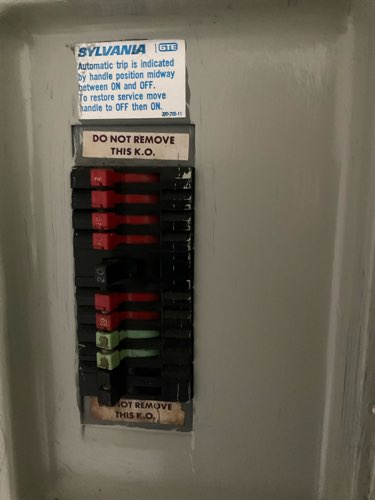 SYLVANIA GTE
Automatic trip is indicated
by handle position midway
between ON and OFF.
To restore service move
handle to OFF then ON.
DO NOT REMOVE
THIS K.O.
20
20
NOT REMOVE
THIS K.O.